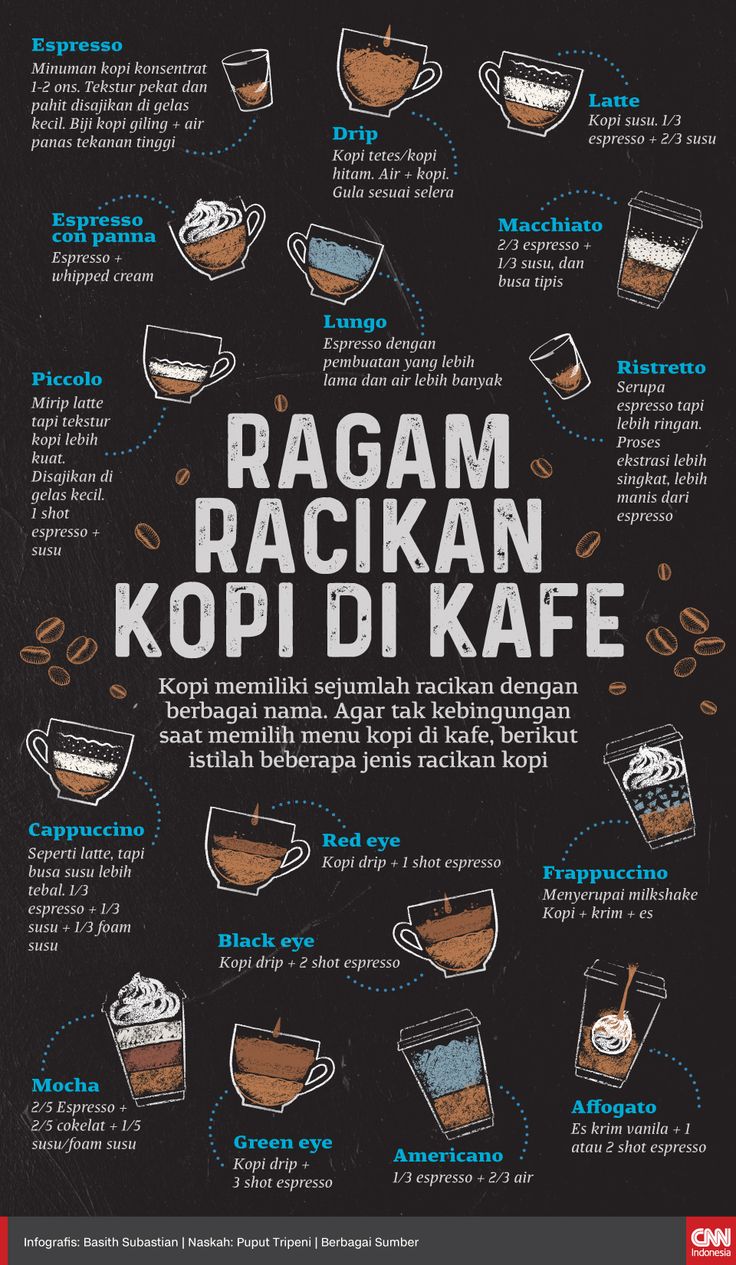 Espresso
Minuman kopi konsentrat
1-2 ons. Tekstur pekat dan
pahit disajikan di gelas
kecil. Biji kopi giling + air
panas tekanan tinggi
Drip
Kopi tetes/kopi
hitam. Air + kopi.
Gula sesuai selera
Latte
Kopi susu. 1/3
espresso + 2/3 susu
Espresso
con panna
Espresso +
whipped cream
Lungo
Espresso dengan
pembuatan yang lebih
lama dan air lebih banyak
Macchiato
2/3 espresso +
1/3 susu, dan
busa tipis
Piccolo
Mirip latte
tapi tekstur
kopi lebih
kuat.
Disajikan di
gelas kecil.
1 shot
espresso +
susu
Ristretto
Serupa
espresso tapi
lebih ringan.
Proses
ekstrasi lebih
singkat, lebih
manis dari
espresso
RAGAM
RACIKAN
KOPI DI KAFE
Kopi memiliki sejumlah racikan dengan
berbagai nama. Agar tak kebingungan
saat memilih menu kopi di kafe, berikut
istilah beberapa jenis racikan kopi
Cappuccino
Seperti latte, tapi
busa susu lebih
tebal. 1/3
espresso + 1/3
susu + 1/3 foam
susu
Red eye
Kopi drip + 1 shot espresso
Frappuccino
Menyerupai milkshake
Kopi + krim + es
Black eye
Kopi drip + 2 shot espresso
Mocha
2/5 Espresso +
2/5 cokelat + 1/5
susu/foam susu
Green eye
Kopi drip +
3 shot espresso
Americano
1/3 espresso + 2/3 air
Affogato
Es krim vanila + 1
atau 2 shot espresso
Infografis: Basith Subastian | Naskah: Puput Tripeni | Berbagai Sumber
CNN
Indonesia